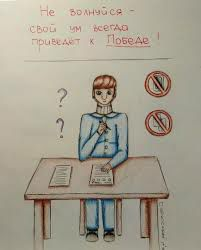 Не волнуйся -
свой ум всегда
приведёт к Победе!
? 
?